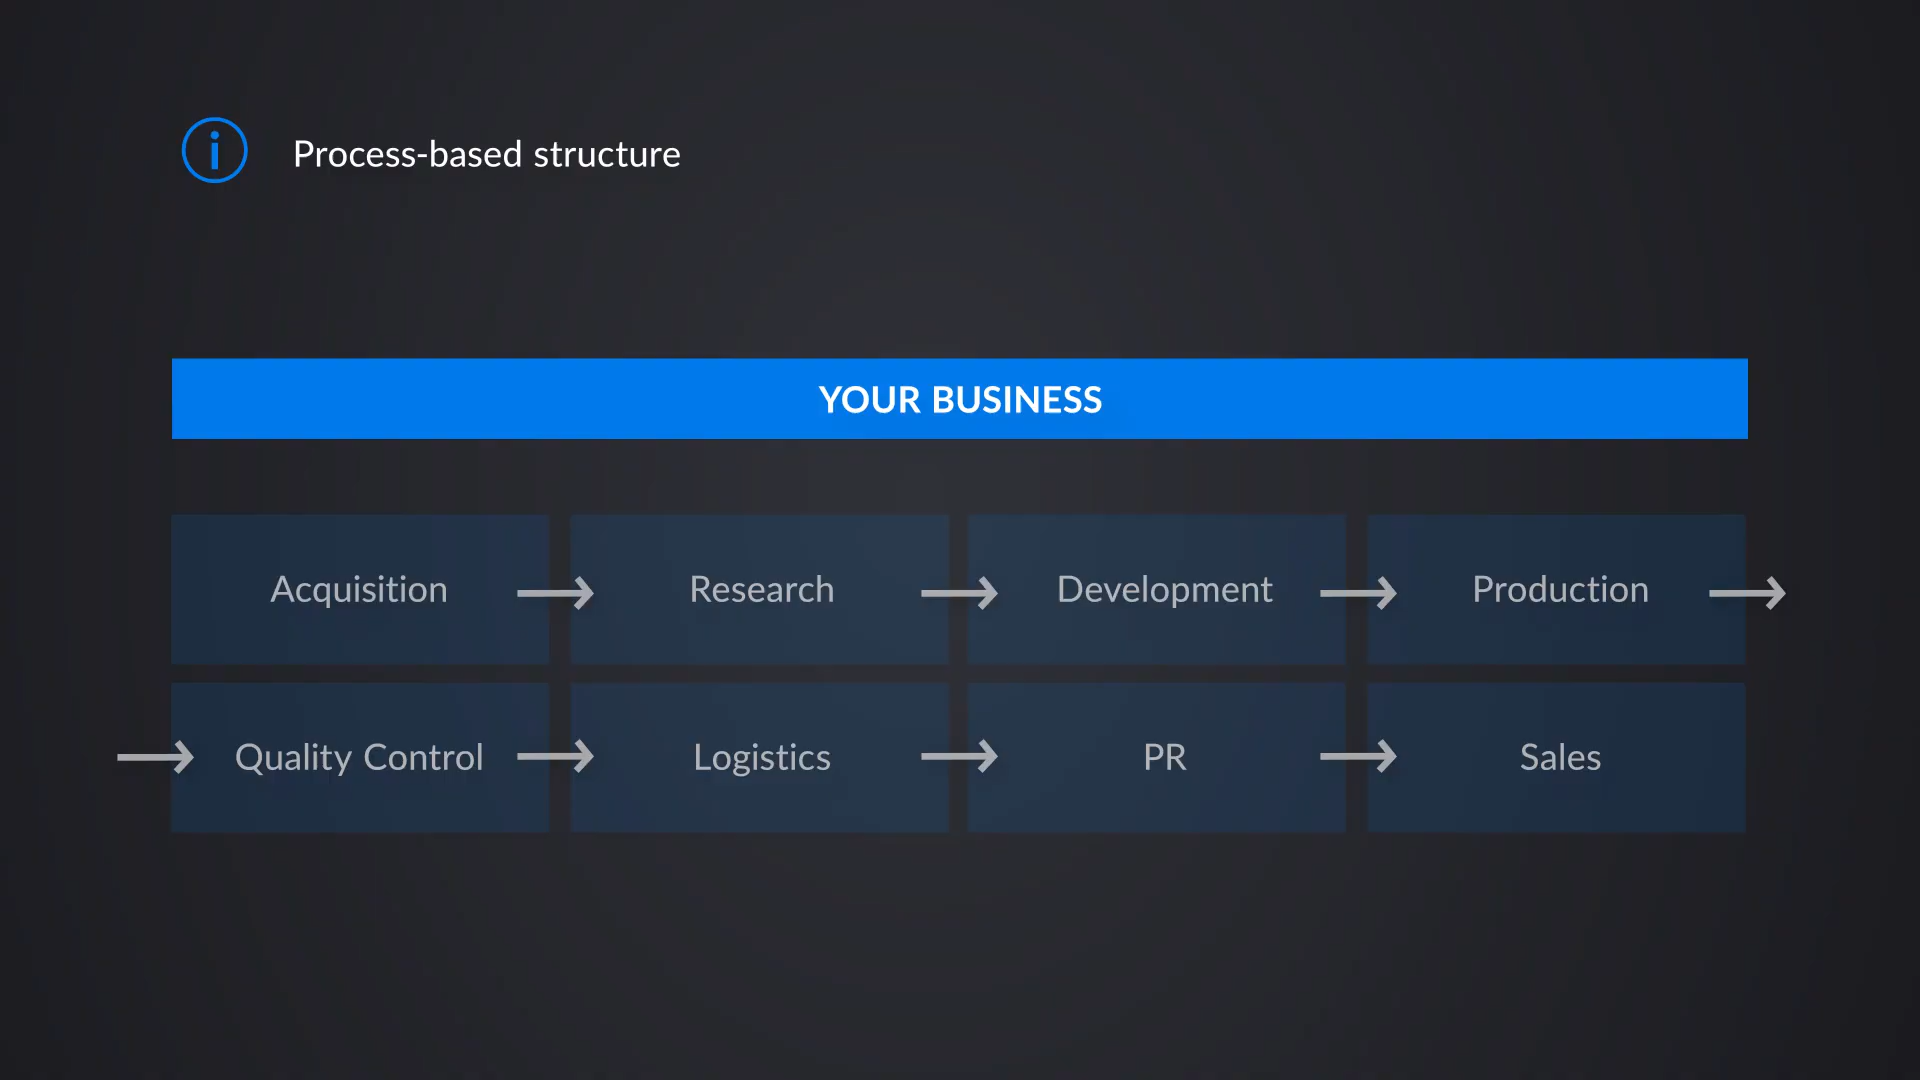 Process-based structure
YOUR BUSINESS
Acquisition
Research
Development
Production
Quality Control
Logistics
PR
Sales